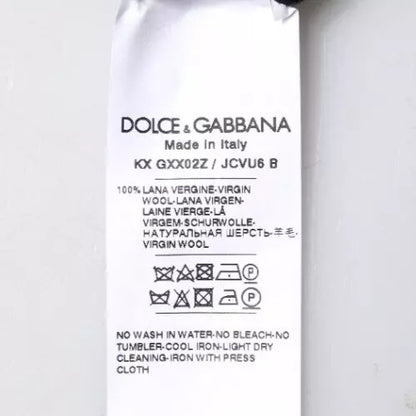 DOLCE & GABBANA
Made in Italy
KX GXX02Z / JCVU6 B
100% LANA VERGINE-VIRGIN
WOOL-LANA VIRGEN-
LAINE VIERGE-LÃ
VIRGEM-SCHURWOLLE-
НАТУРАЛЬНАЯ ШЕРСТЬ-羊毛-
VIRGIN WOOL
P
P
NO WASH IN WATER-NO BLEACH-NO
TUMBLER-COOL IRON-LIGHT DRY
CLEANING-IRON WITH PRESS
CLOTH